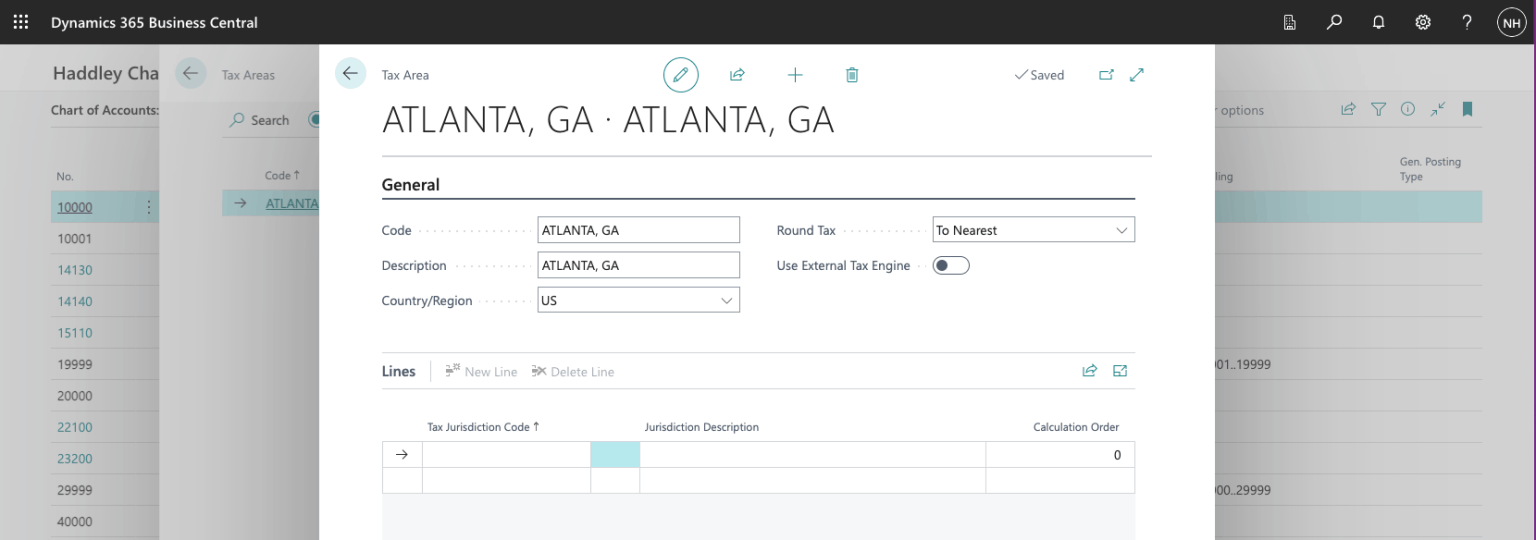 Dynamics 365 Business Central
NH
Haddley Cha
Chart of Accounts:
No.
10000
10001
14130
14140
15110
19999
20000
22100
23200
29999
40000
Tax Areas
Search
Code ↑
ATLANTA
Tax Area
Saved
ATLANTA, GA · ATLANTA, GA
General
Code ATLANTA, GA
Description ATLANTA, GA
Country/Region US
Round Tax To Nearest
Use External Tax Engine
Lines New Line Delete Line
Tax Jurisdiction Code ↑ Jurisdiction Description Calculation Order
0
r options
ling
Gen. Posting
Type
01..19999
00..29999